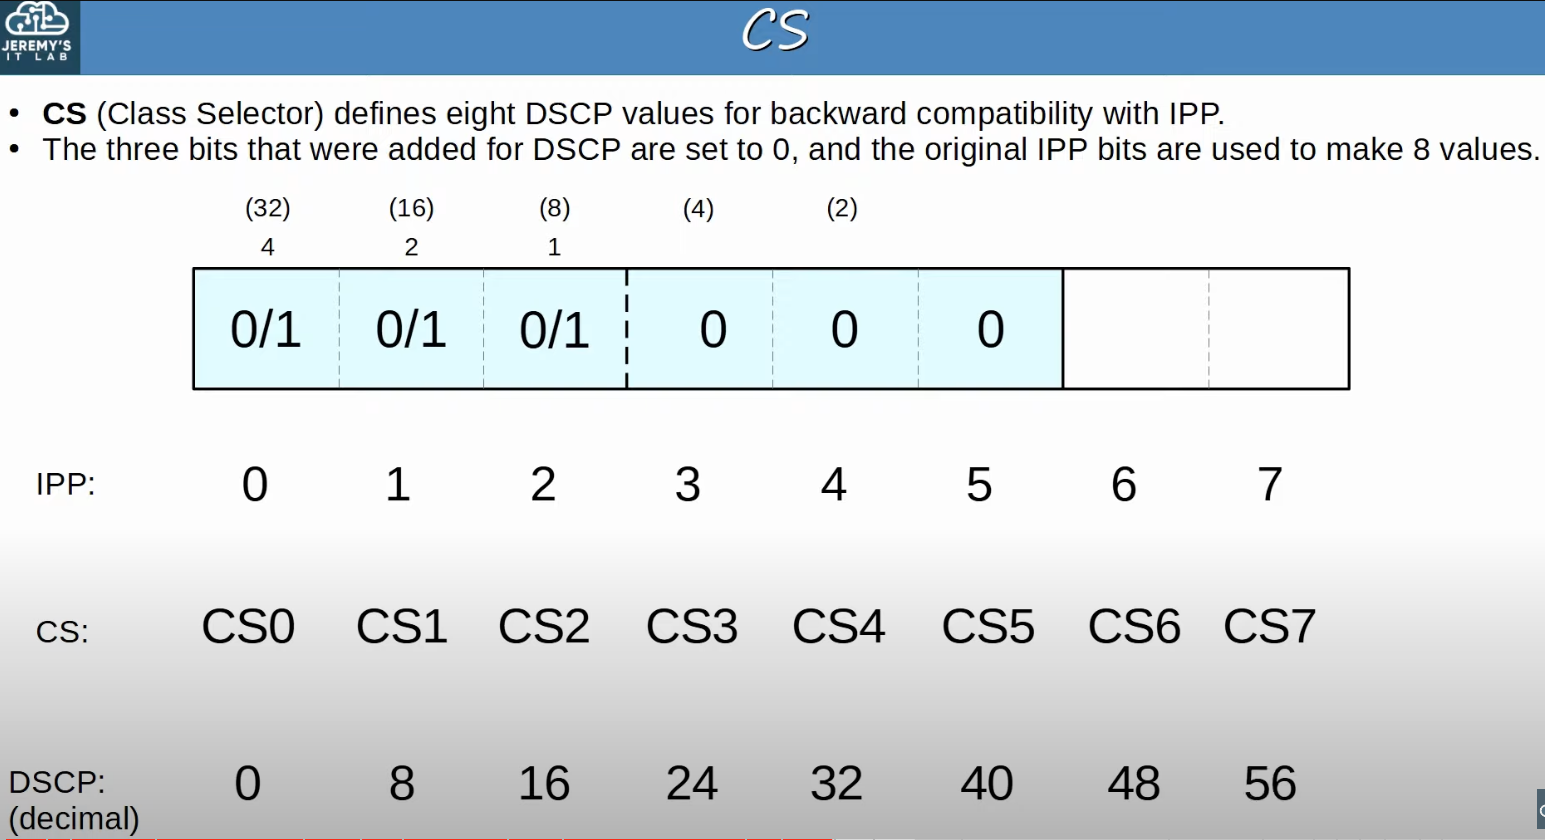 JEREMY'S
IT LAB
CS
• CS (Class Selector) defines eight DSCP values for backward compatibility with IPP.
• The three bits that were added for DSCP are set to 0, and the original IPP bits are used to make 8 values.
(32) (16) (8) (4) (2)
4 2 1
0/1 0/1 0/1 0 0 0
IPP: 0 1 2 3 4 5 6 7
CS: CS0 CS1 CS2 CS3 CS4 CS5 CS6 CS7
DSCP: 0 8 16 24 32 40 48 56
(decimal)